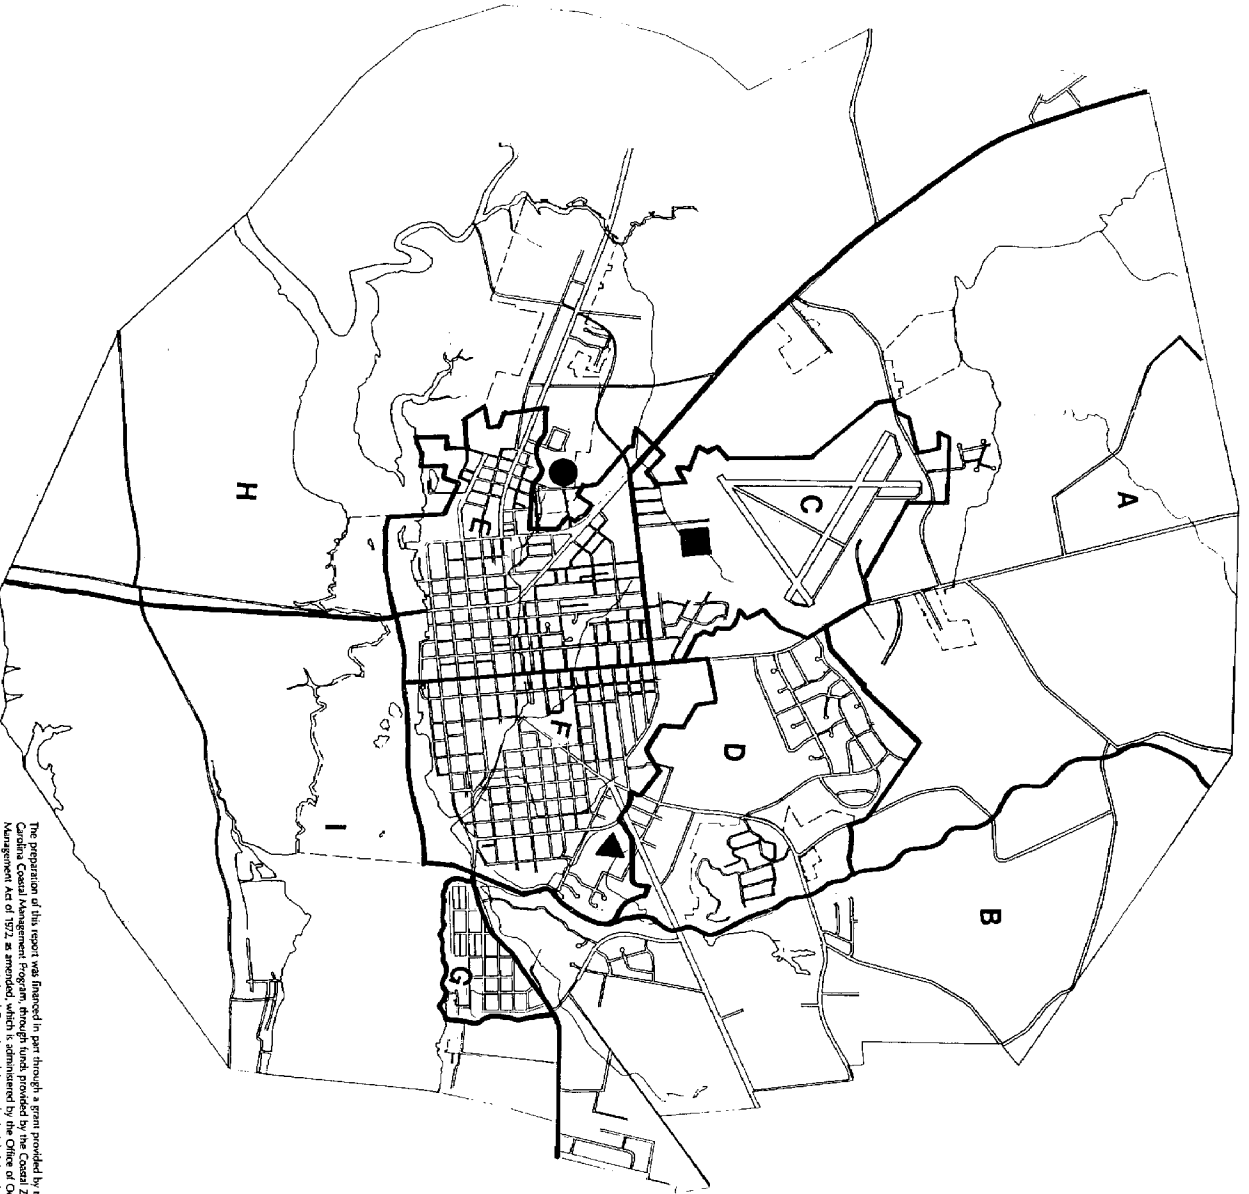 A
B
C
D
E
F
G
H
I
The preparation of this report was financed in part through a grant provided by
Carolina Coastal Management Program, through funds provided by the Coastal
Management Act of 1972, as amended, which is administered by the Office of